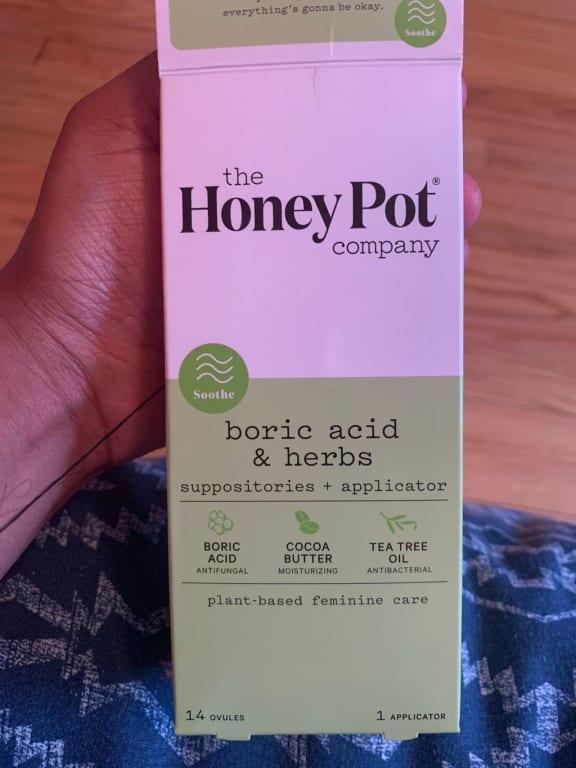 everything's gonna be okay.
Soothe
the
Honey Pot®
company
Soothe
boric acid
& herbs
suppositories + applicator
BORIC ACID
ANTIFUNGAL
COCOA BUTTER
MOISTURIZING
TEA TREE OIL
ANTIBACTERIAL
plant-based feminine care
14 OVULES
1 APPLICATOR